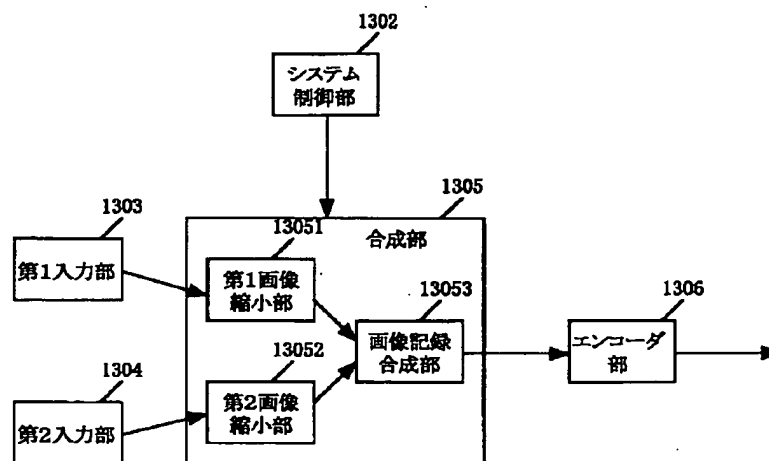 1302
システム
制御部
1305
合成部
1303
第1入力部
13051
第1画像
縮小部
13053
画像記録
合成部
1306
エンコーダ
部
13052
第2画像
縮小部
1304
第2入力部